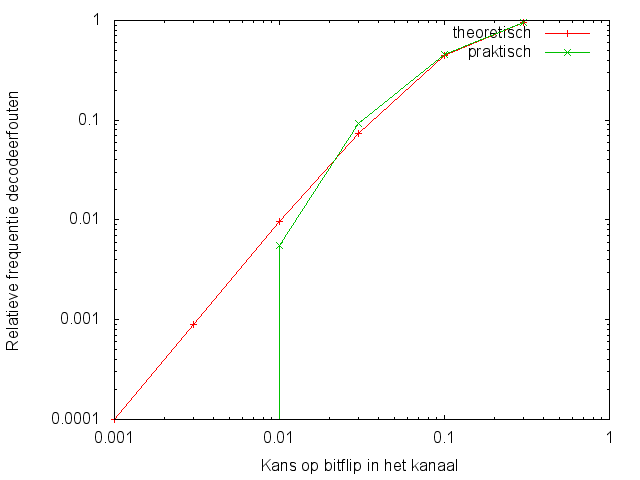 1
theoretisch
praktisch
0.1
0.01
0.001
0.0001
Relatieve frequentie decodeerfouten
0.001 0.01 0.1 1
Kans op bitflip in het kanaal